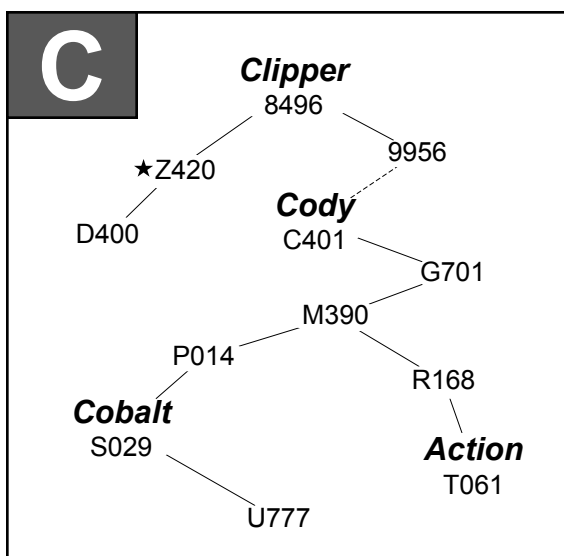 C
Clipper
8496
9956
★Z420
Cody
D400
C401
G701
M390
P014
R168
Cobalt
S029
Action
T061
U777